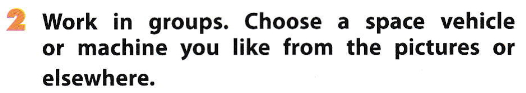 2 Work in groups. Choose a space vehicle
or machine you like from the pictures or
elsewhere.